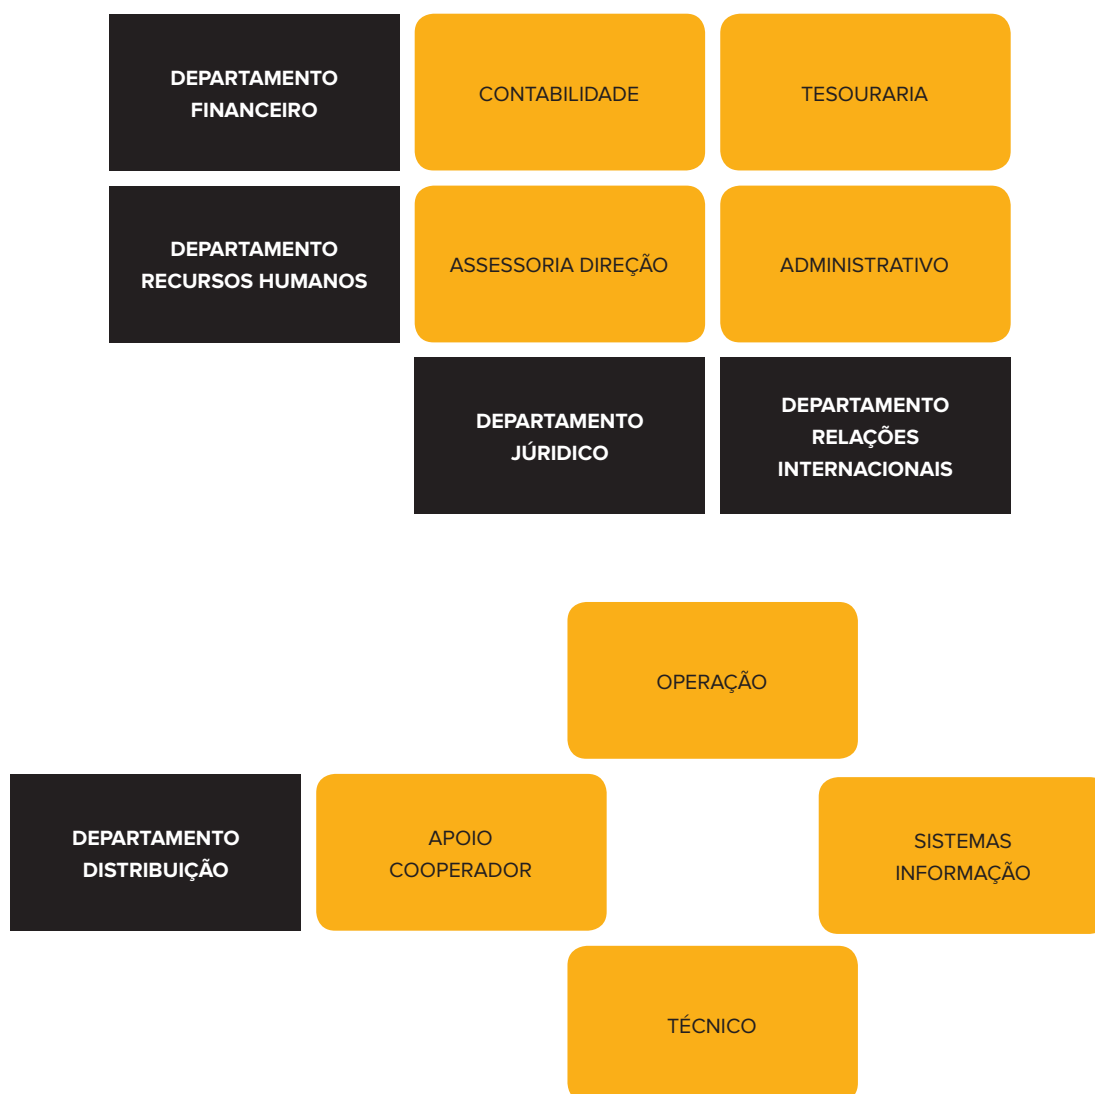 DEPARTAMENTO
FINANCEIRO
CONTABILIDADE
TESOURARIA
DEPARTAMENTO
RECURSOS HUMANOS
ASSESSORIA DIREÇÃO
ADMINISTRATIVO
DEPARTAMENTO
JÚRIDICO
DEPARTAMENTO
RELAÇÕES
INTERNACIONAIS
OPERAÇÃO
DEPARTAMENTO
DISTRIBUIÇÃO
APOIO
COOPERADOR
SISTEMAS
INFORMAÇÃO
TÉCNICO